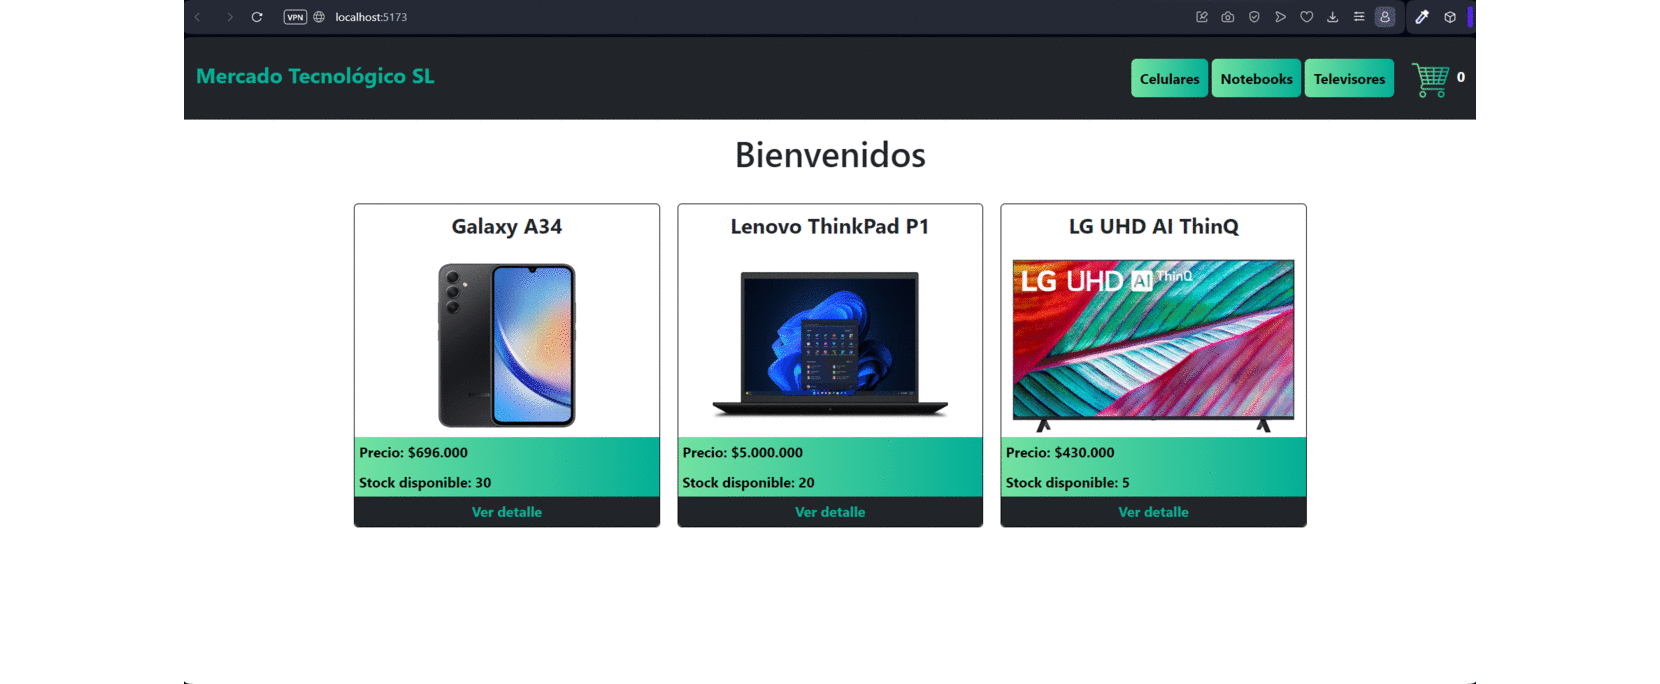 VPN localhost:5173
Mercado Tecnológico SL
Celulares Notebooks Televisores 0
Bienvenidos
Galaxy A34
Precio: $696.000
Stock disponible: 30
Ver detalle
Lenovo ThinkPad P1
Precio: $5.000.000
Stock disponible: 20
Ver detalle
LG UHD AI ThinQ
LG UHD AI ThinQ
Precio: $430.000
Stock disponible: 5
Ver detalle